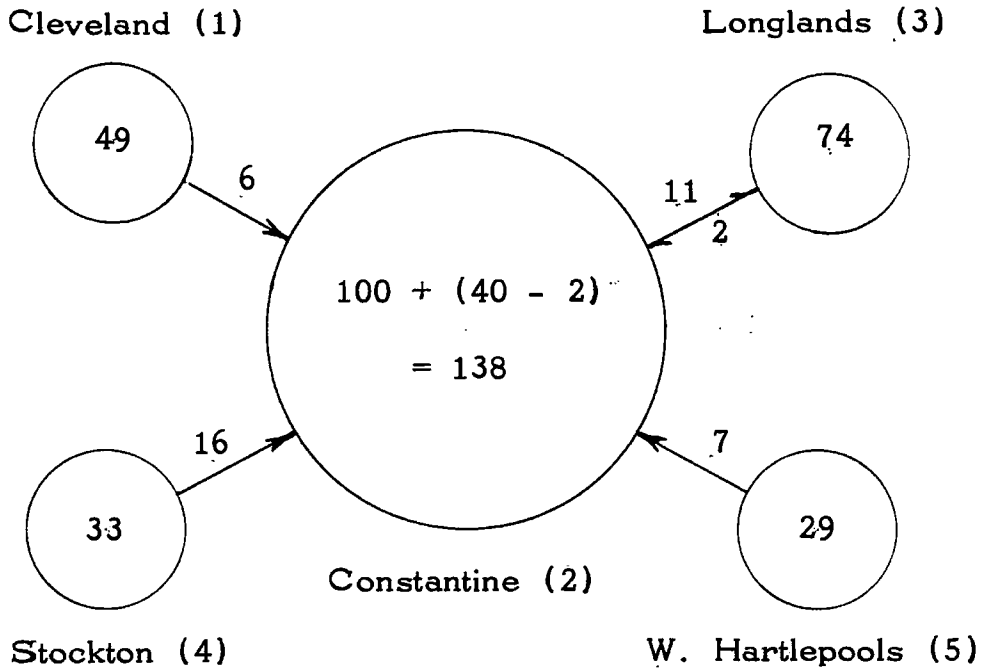 Cleveland (1)
Longlands (3)
49
74
6
11
2
100 + (40 - 2)
= 138
16
7
33
29
Constantine (2)
Stockton (4)
W. Hartlepools (5)